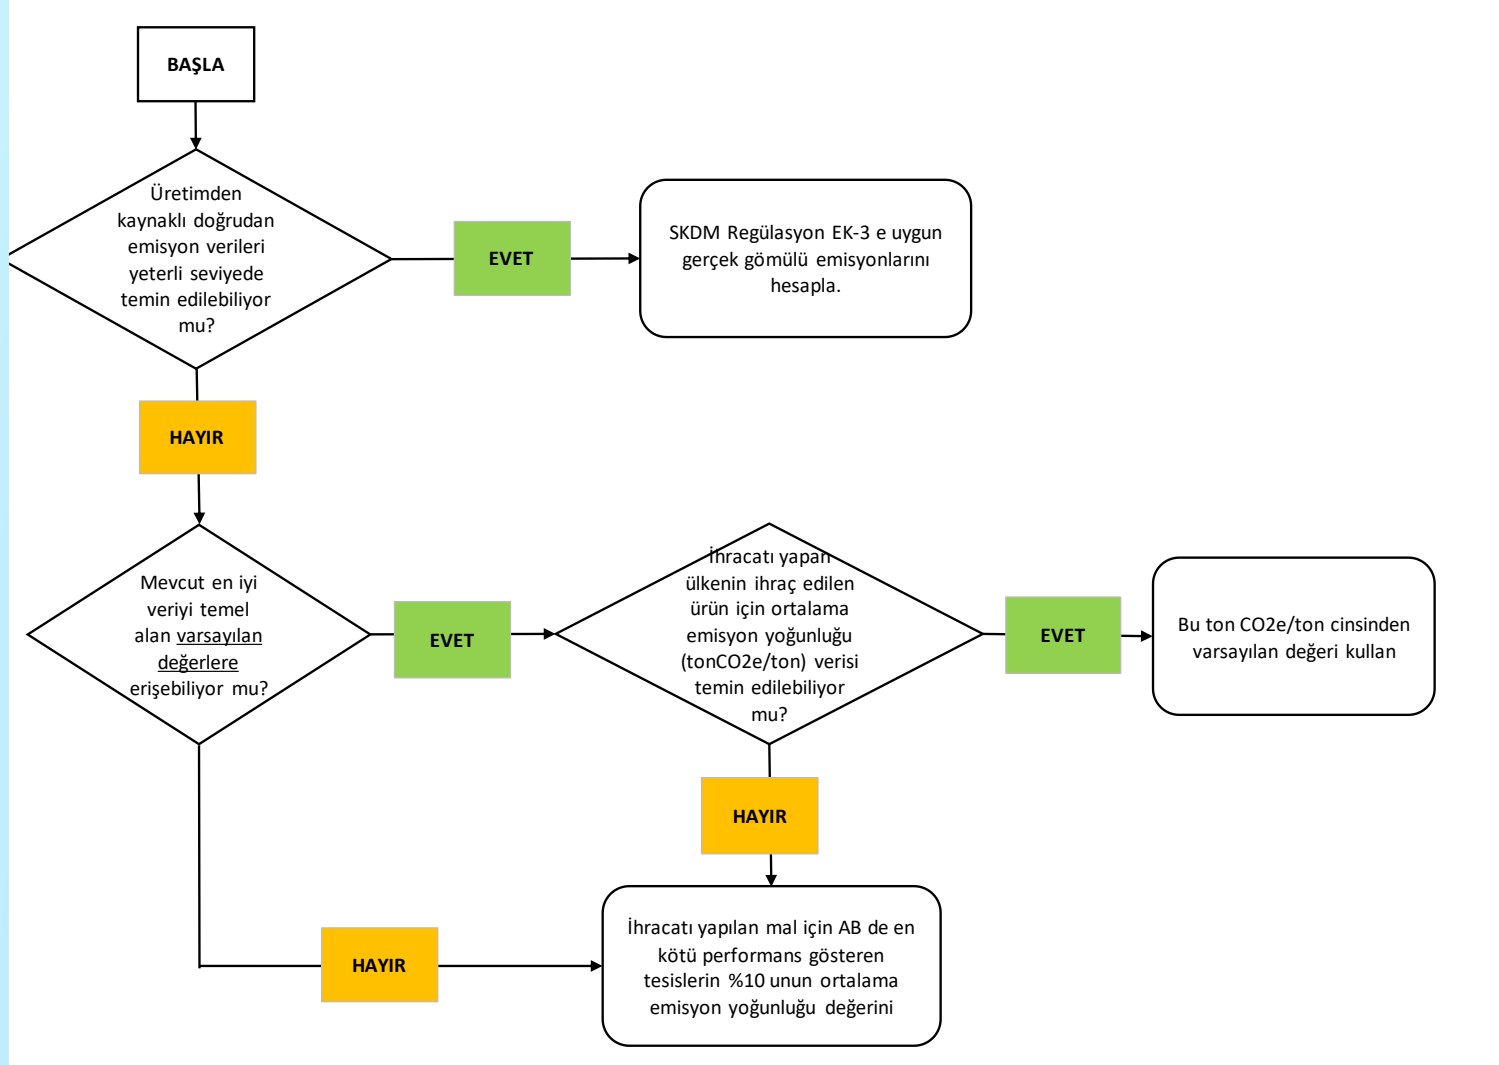 BAŞLA
Üretimden
kaynaklı doğrudan
emisyon verileri
yeterli seviyede
temin edilebiliyor
mu?
EVET
SKDM Regülasyon EK-3 e uygun
gerçek gömülü emisyonlarını
hesapla.
HAYIR
Mevcut en iyi
veriyi temel
alan varsayılan
değerlere
erişebiliyor mu?
EVET
İhracatı yapan
ülkenin ihraç edilen
ürün için ortalama
emisyon yoğunluğu
(tonCO2e/ton) verisi
temin edilebiliyor
mu?
EVET
Bu ton CO2e/ton cinsinden
varsayılan değeri kullan
HAYIR
HAYIR
İhracatı yapılan mal için AB de en
kötü performans gösteren
tesislerin %10 unun ortalama
emisyon yoğunluğu değerini